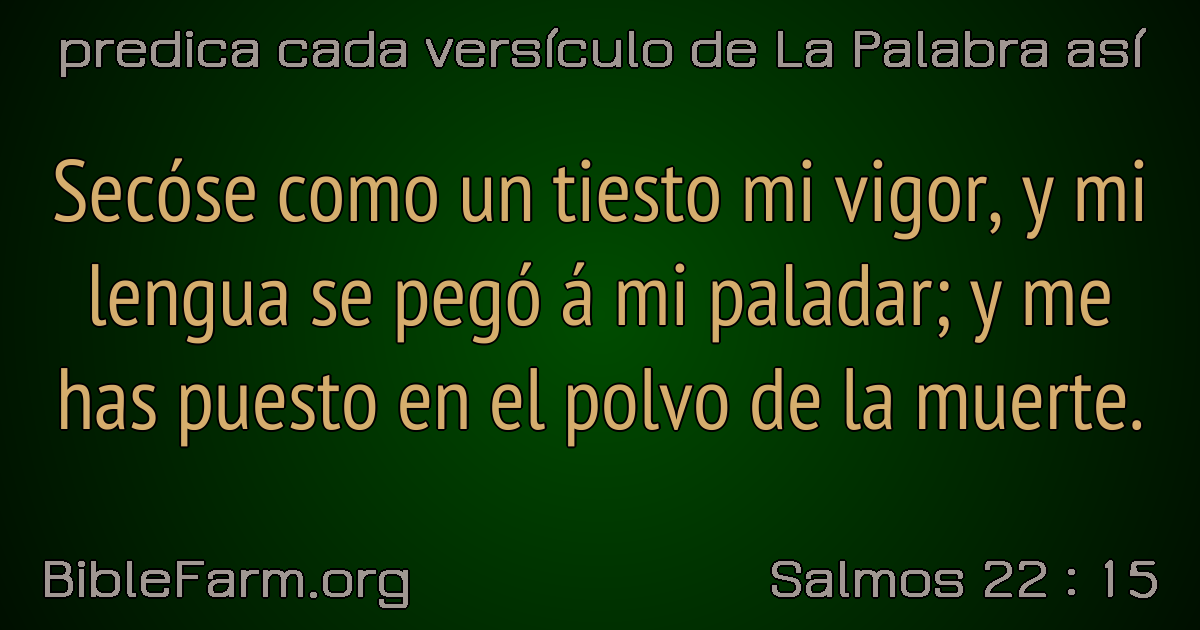 predica cada versículo de La Palabra así
Secóse como un tiesto mi vigor, y mi
lengua se pegó á mi paladar; y me
has puesto en el polvo de la muerte.
BibleFarm.org
Salmos 22 : 15